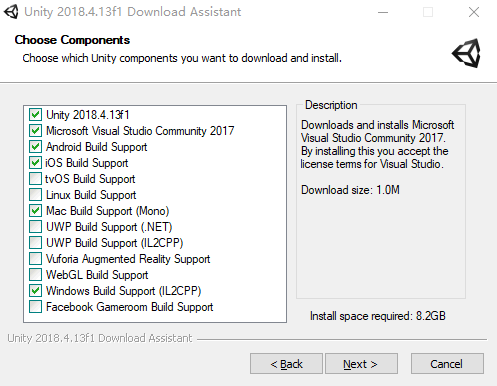 Unity 2018.4.13f1 Download Assistant
Choose Components
Choose which Unity components you want to download and install.
Unity 2018.4.13f1
Microsoft Visual Studio Community 2017
Android Build Support
iOS Build Support
tvOS Build Support
Linux Build Support
Mac Build Support (Mono)
UWP Build Support (.NET)
UWP Build Support (IL2CPP)
Vuforia Augmented Reality Support
WebGL Build Support
Windows Build Support (IL2CPP)
Facebook Gameroom Build Support
Description
Downloads and installs Microsoft
Visual Studio Community 2017.
By installing this you accept the
license terms for Visual Studio.
Download size: 1.0M
Install space required: 8.2GB
Unity 2018.4.13f1 Download Assistant
< Back
Next >
Cancel